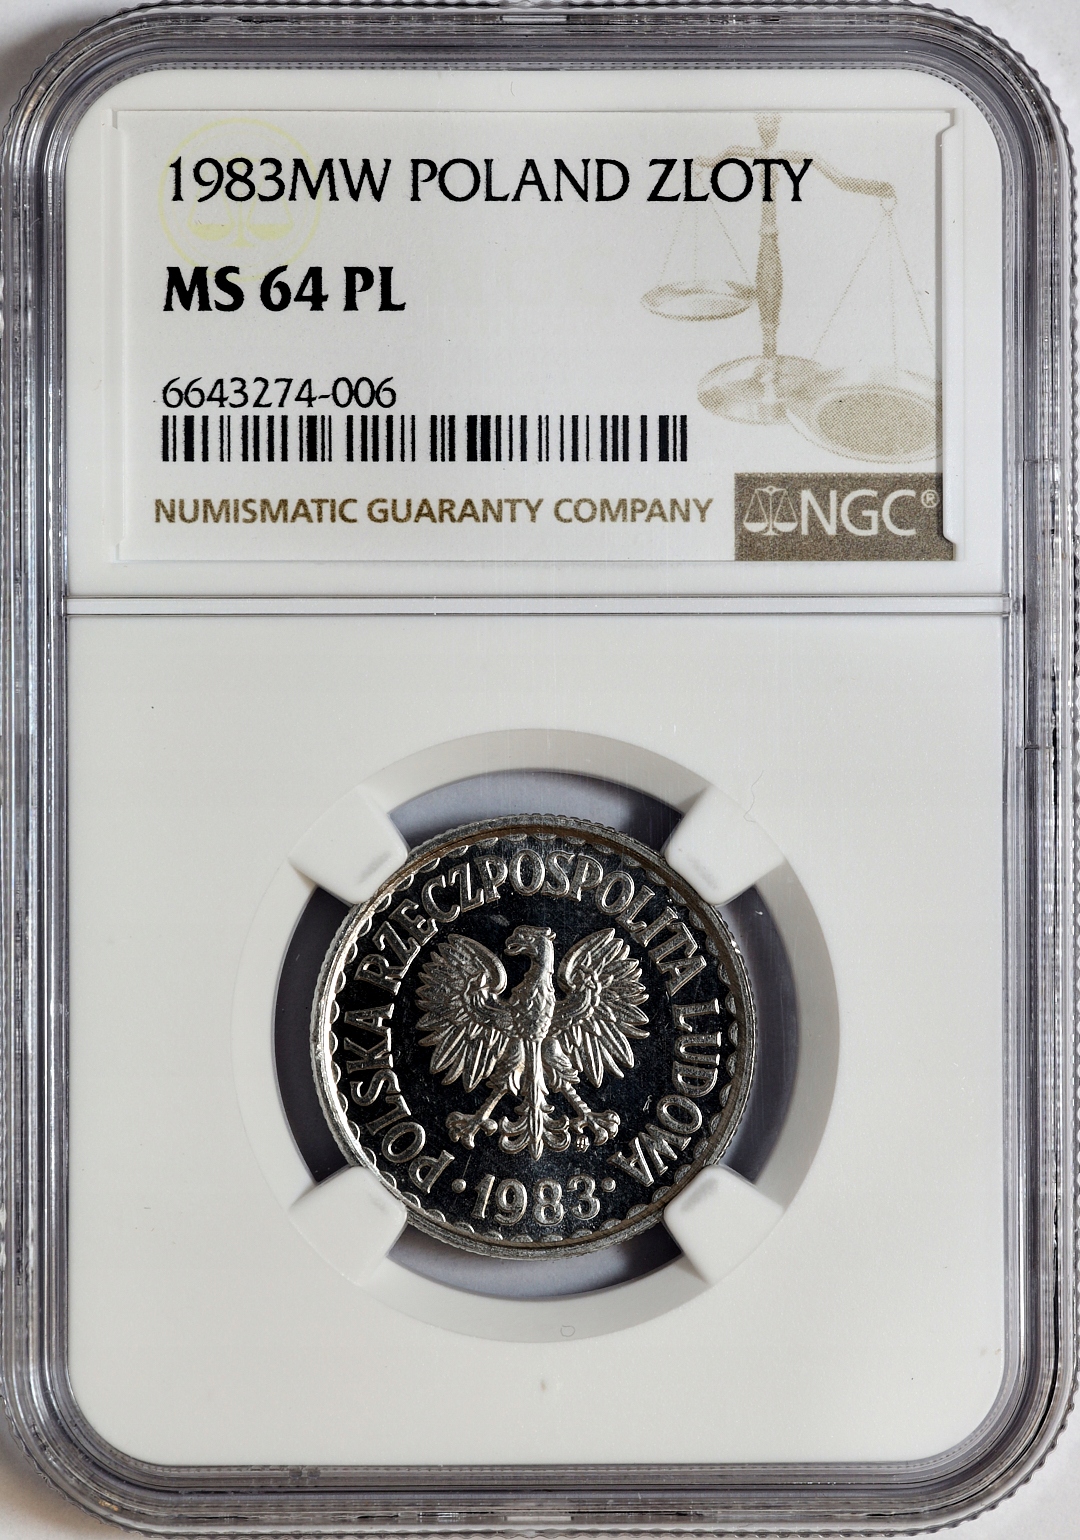 1983MW POLAND ZLOTY
MS 64 PL
6643274-006
NUMISMATIC GUARANTY COMPANY
NGC®
POLSKA RZECZPOSPOLITA LUDOWA
·1983·